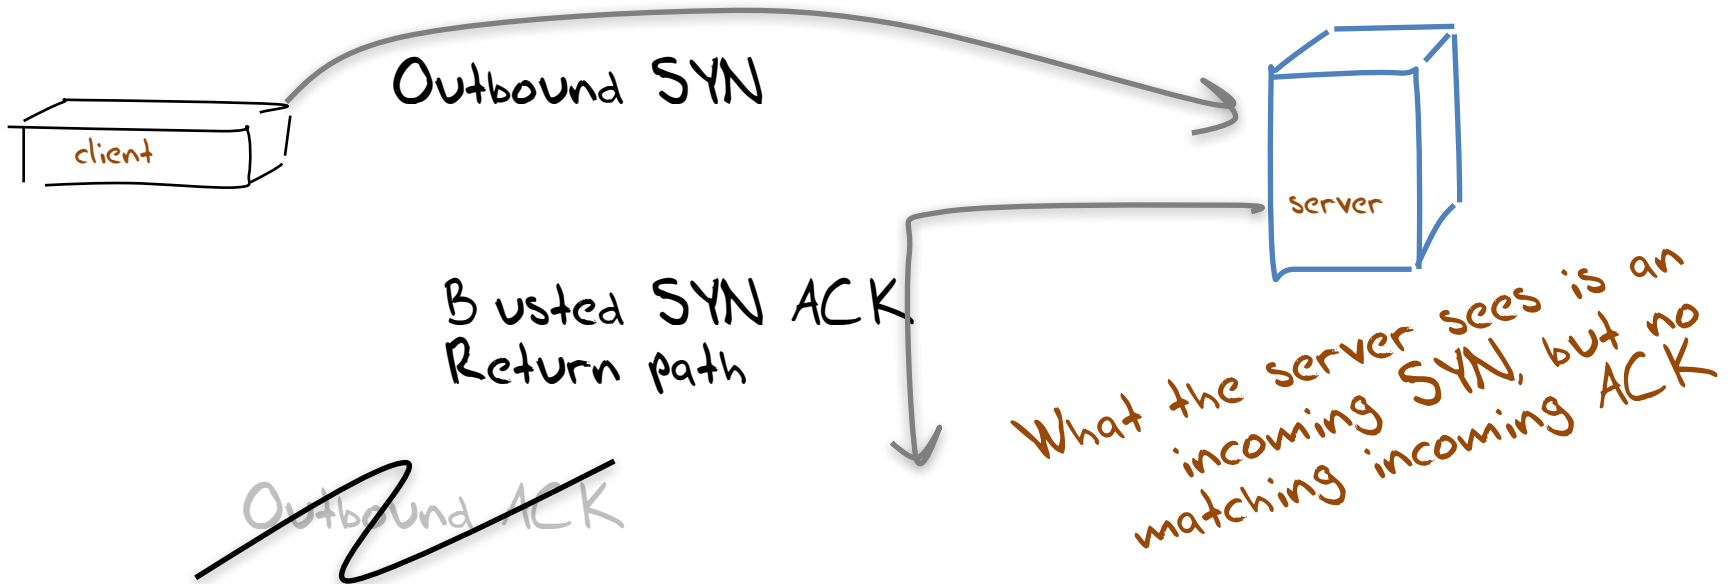 Outbound SYN
client
server
Busted SYN ACK
Return path
What the server sees is an
incoming SYN, but no
matching incoming ACK
Outbound ACK